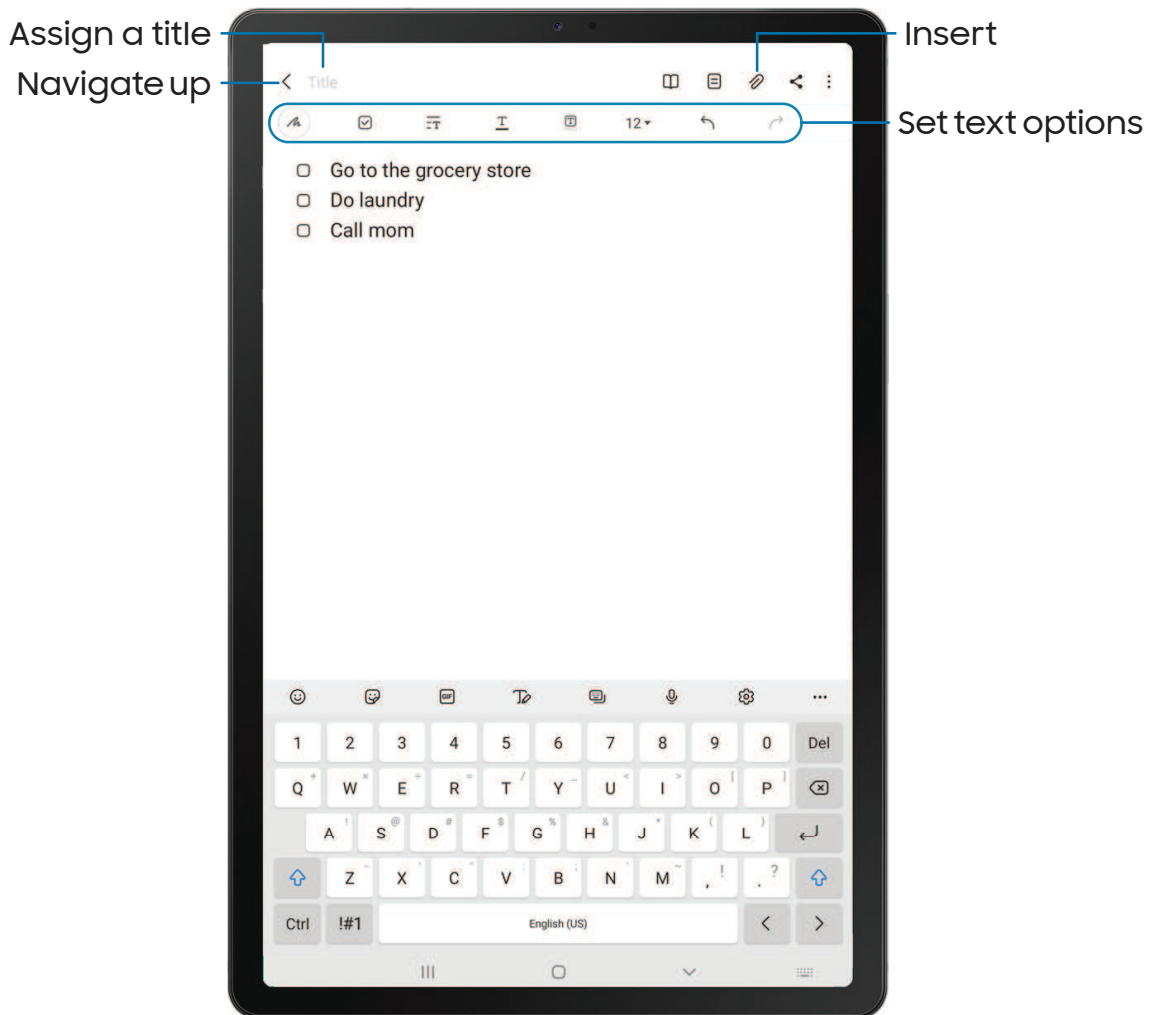 Assign a title
Insert
Navigate up
Title
Set text options
12
Go to the grocery store
Do laundry
Call mom
GIF
1 2 3 4 5 6 7 8 9 0 Del
Q W E R T Y U I O P
A S D F G H J K L
Z X C V B N M , ! . ?
Ctrl !#1 English (US) < >